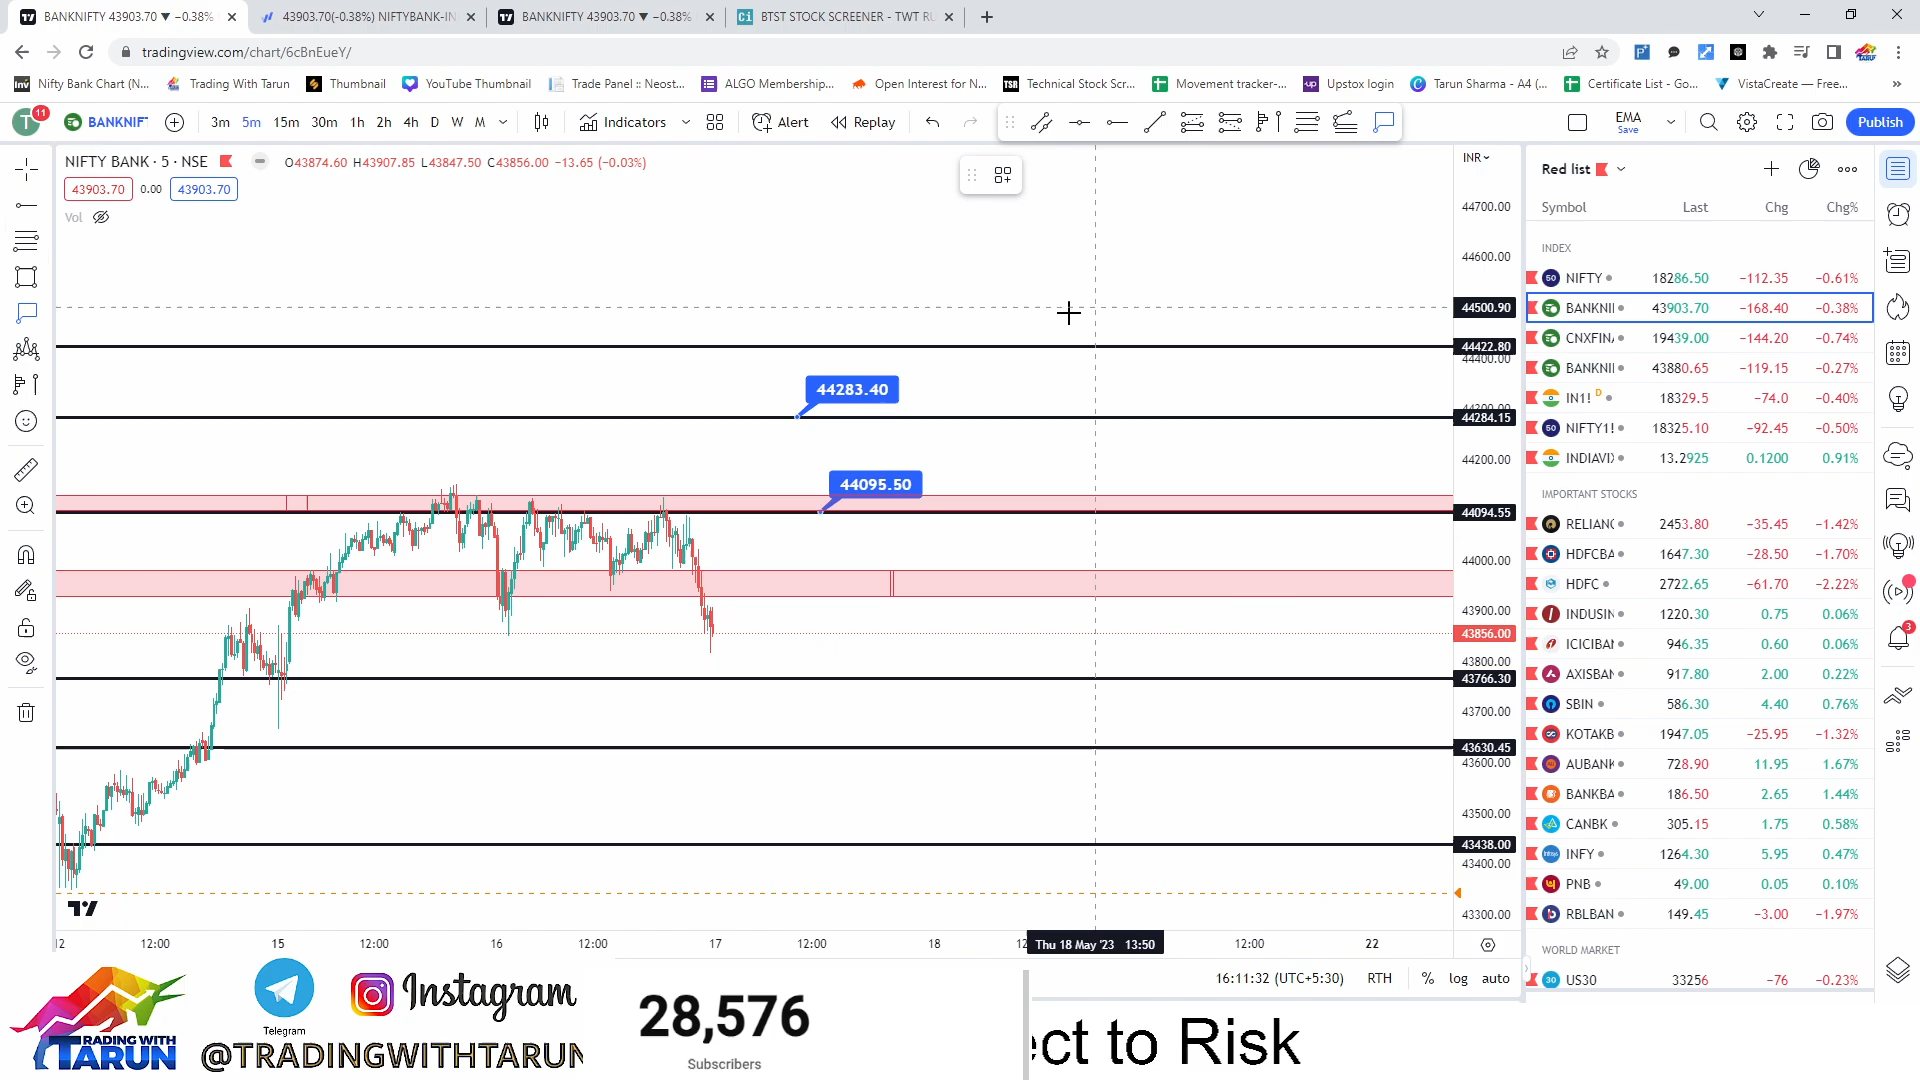 BANKNIFTY 43903.70 ▼ −0.38%
43903.70(-0.38%) NIFTYBANK-IN
BANKNIFTY 43903.70 ▼ −0.38%
BTST STOCK SCREENER - TWT RU
tradingview.com/chart/6cBnEueY/
Nifty Bank Chart (N...
Trading With Tarun
Thumbnail
YouTube Thumbnail
Trade Panel :: Neost...
ALGO Membership...
Open Interest for N...
Technical Stock Scr...
Movement tracker-...
Upstox login
Tarun Sharma - A4 (...
Certificate List - Go...
VistaCreate — Free...
T 11 BANKNIF 3m 5m 15m 30m 1h 2h 4h D W M Indicators Alert Replay
EMA
Save
Publish
NIFTY BANK · 5 · NSE O43874.60 H43907.85 L43847.50 C43856.00 −13.65 (−0.03%)
43903.70 0.00 43903.70
Vol
INR
44700.00
44600.00
44500.90
44422.80
44400.00
44283.40
44300.00
44284.15
44200.00
44095.50
44094.55
44000.00
43900.00
43856.00
43800.00
43766.30
43700.00
43630.45
43600.00
43500.00
43438.00
43400.00
43300.00
12 12:00 15 12:00 16 12:00 17 12:00 18 Thu 18 May '23 13:50 12:00 22
16:11:32 (UTC+5:30) RTH % log auto
Red list
Symbol Last Chg Chg%
INDEX
NIFTY 18286.50 −112.35 −0.61%
BANKNI 43903.70 −168.40 −0.38%
CNXFIN 19439.00 −144.20 −0.74%
BANKNI 43880.65 −119.15 −0.27%
IN1! D 18329.5 −74.0 −0.40%
NIFTY1! 18325.10 −92.45 −0.50%
INDIAVI 13.2925 0.1200 0.91%
IMPORTANT STOCKS
RELIAN 2453.80 −35.45 −1.42%
HDFCBA 1647.30 −28.50 −1.70%
HDFC 2722.65 −61.70 −2.22%
INDUSIN 1220.30 0.75 0.06%
ICICIBAN 946.35 0.60 0.06%
AXISBAN 917.80 2.00 0.22%
SBIN 586.30 4.40 0.76%
KOTAKB 1947.05 −25.95 −1.32%
AUBANK 728.90 11.95 1.67%
BANKBA 186.50 2.65 1.44%
CANBK 305.15 1.75 0.58%
INFY 1264.30 5.95 0.47%
PNB 49.00 0.05 0.10%
RBLBAN 149.45 −3.00 −1.97%
WORLD MARKET
US30 33256 −76 −0.23%
3
TRADING WITH
TARUN
Telegram
Instagram
@TRADINGWITHTARUN
28,576
Subscribers
ect to Risk